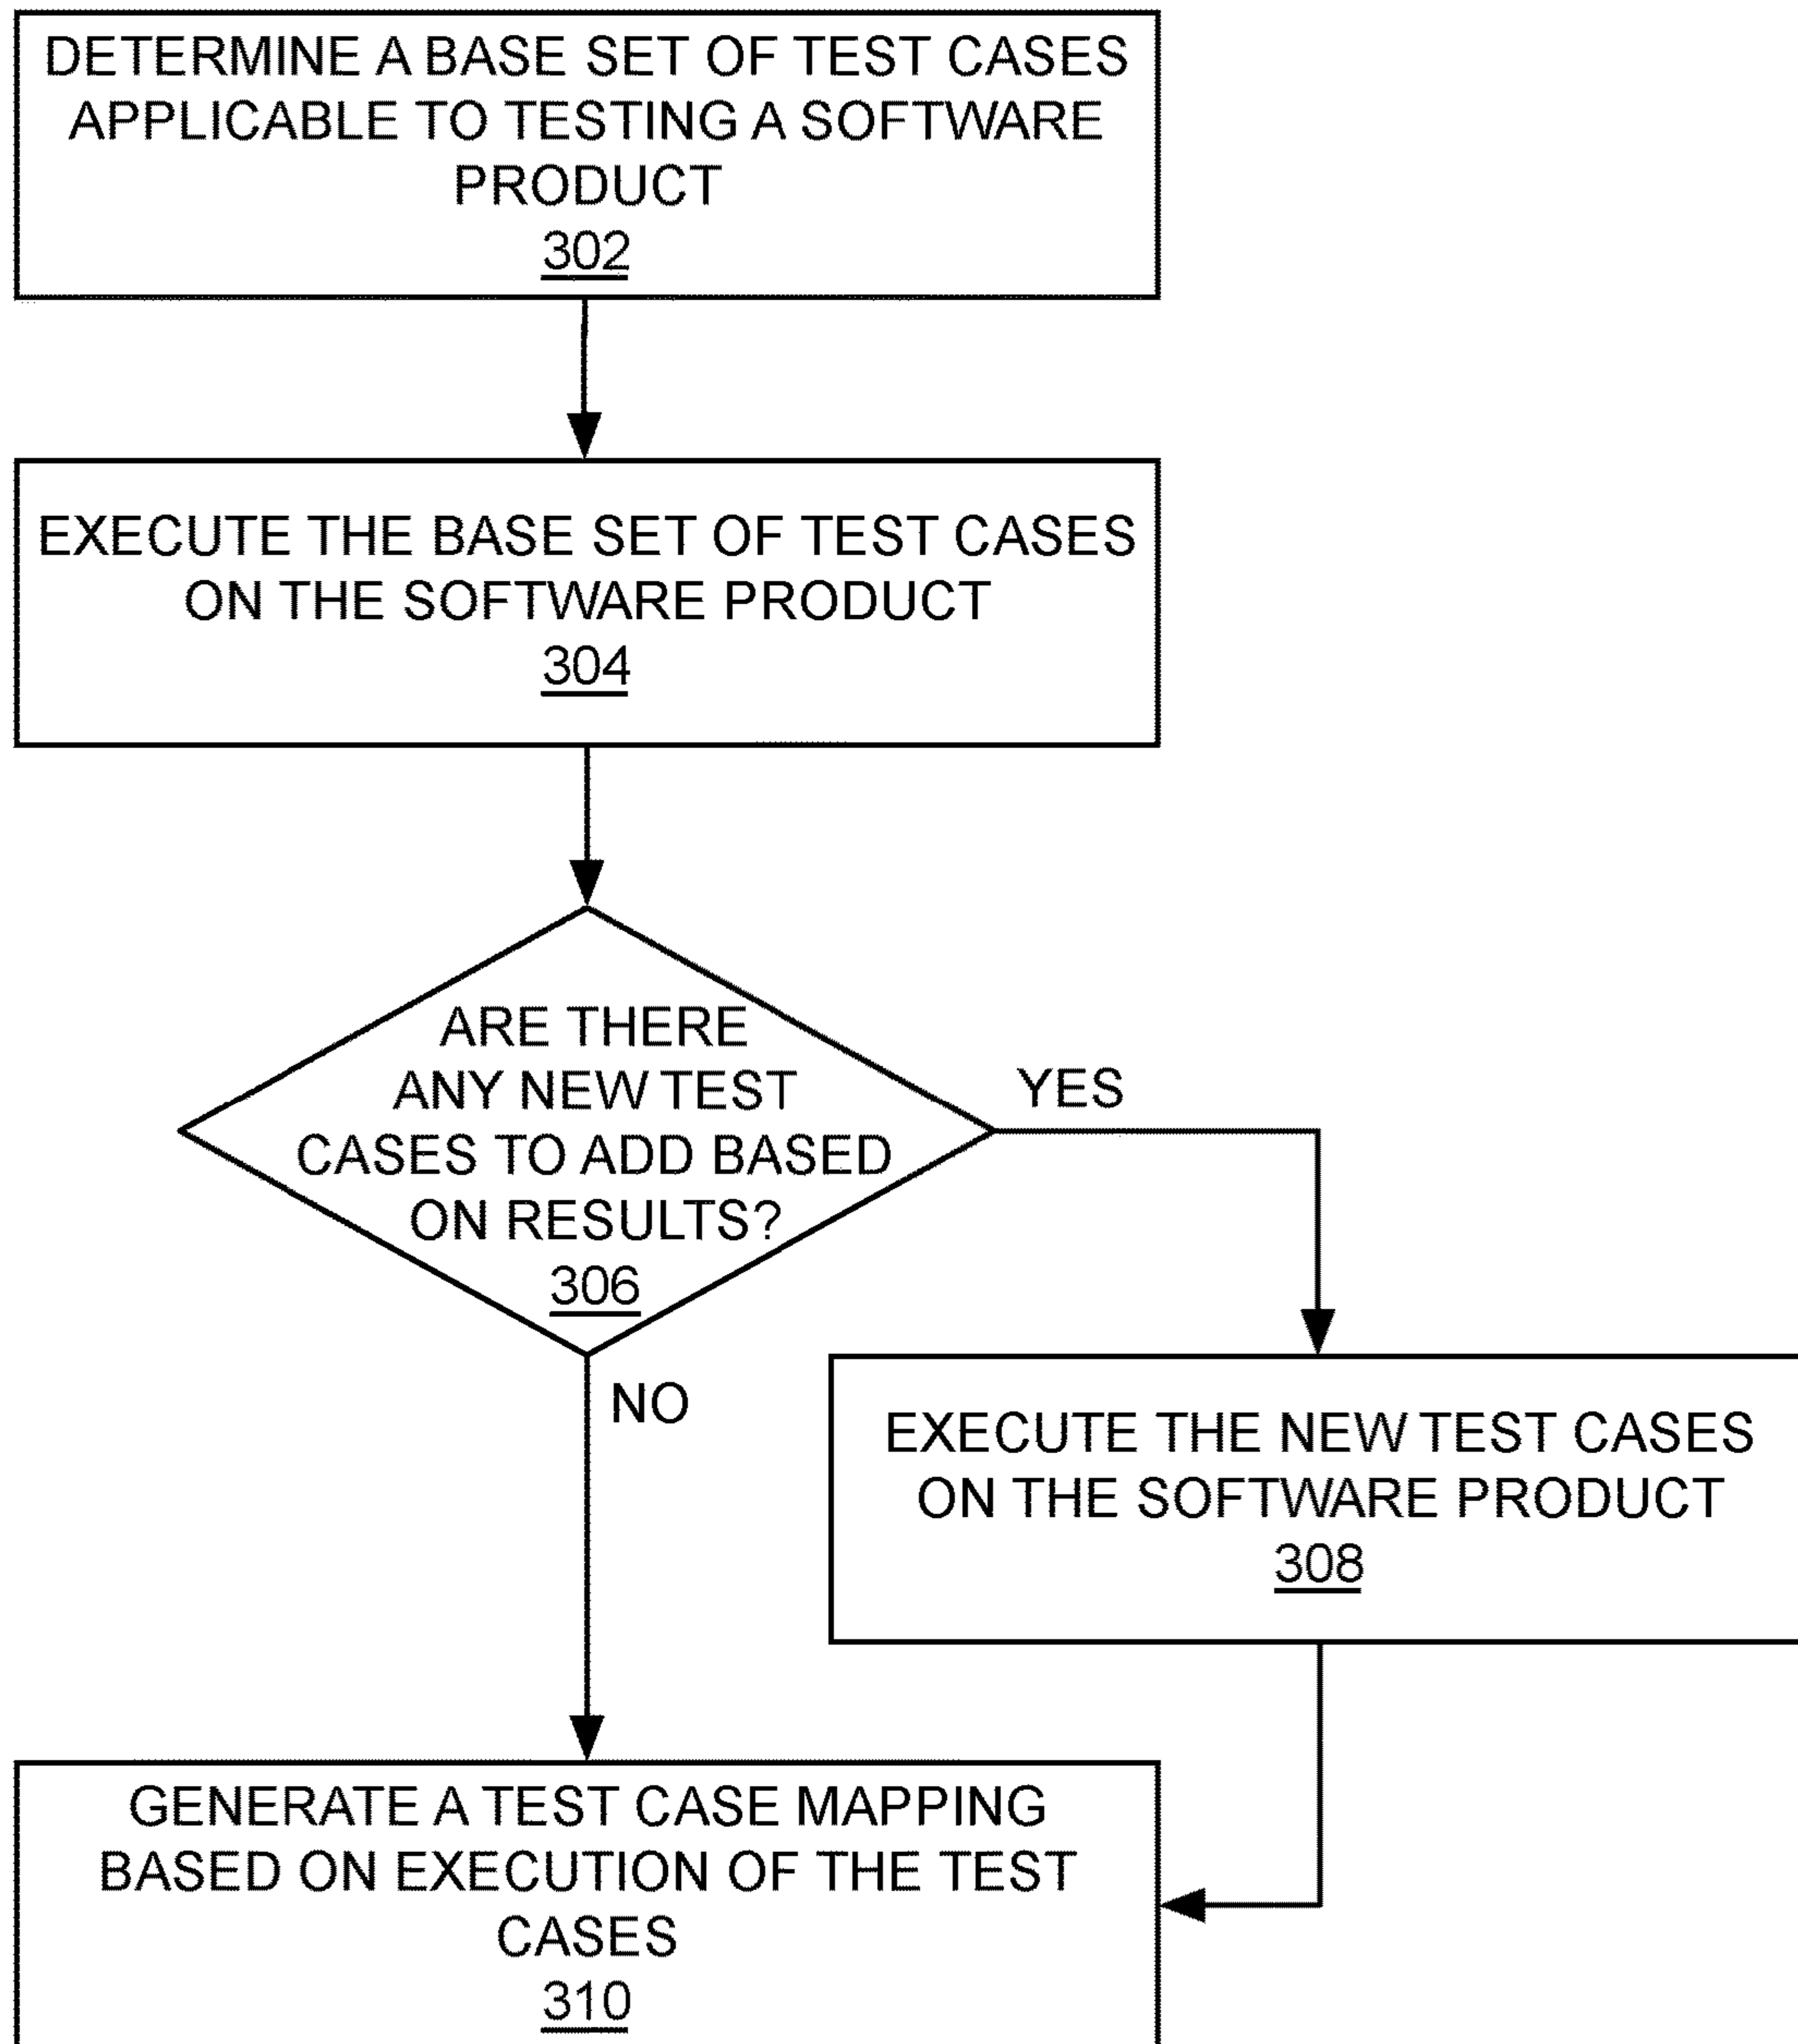 DETERMINE A BASE SET OF TEST CASES
APPLICABLE TO TESTING A SOFTWARE
PRODUCT
302
EXECUTE THE BASE SET OF TEST CASES
ON THE SOFTWARE PRODUCT
304
ARE THERE
ANY NEW TEST
CASES TO ADD BASED
ON RESULTS?
306
YES
NO
EXECUTE THE NEW TEST CASES
ON THE SOFTWARE PRODUCT
308
GENERATE A TEST CASE MAPPING
BASED ON EXECUTION OF THE TEST
CASES
310